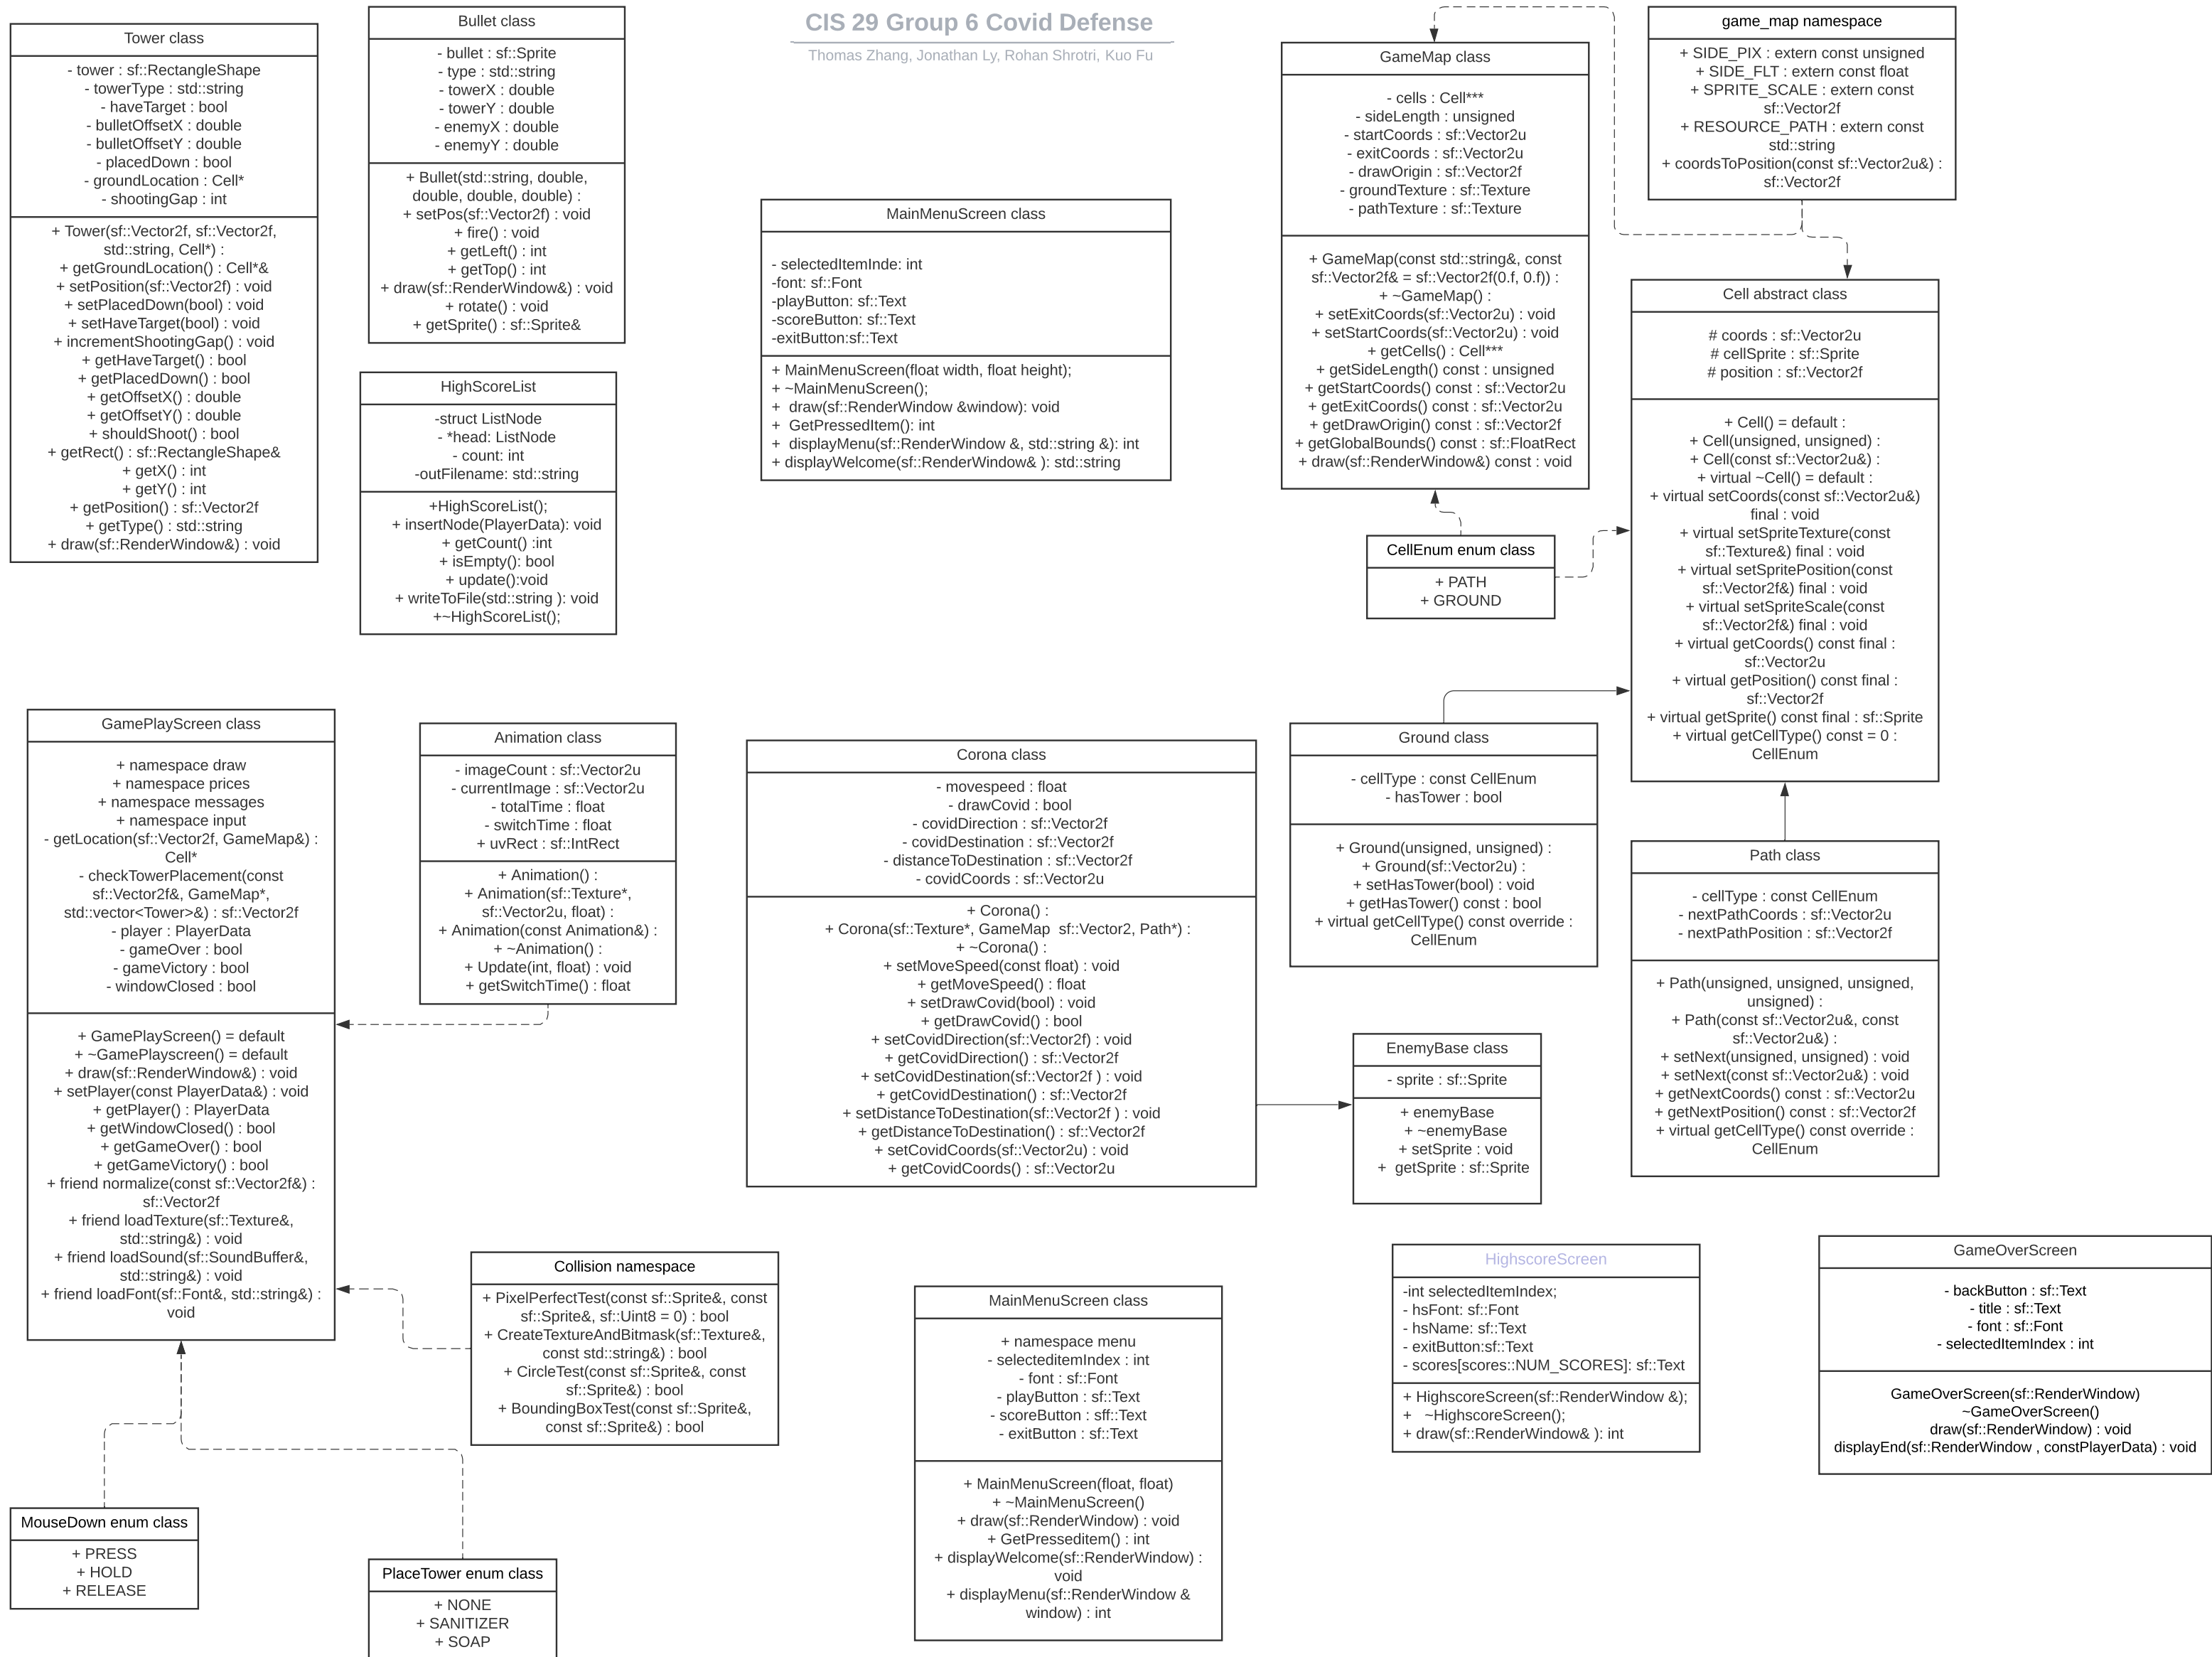 CIS 29 Group 6 Covid Defense
Thomas Zhang, Jonathan Ly, Rohan Shrotri, Kuo Fu
Tower class
- tower : sf::RectangleShape
- towerType : std::string
- haveTarget : bool
- bulletOffsetX : double
- bulletOffsetY : double
- placedDown : bool
- groundLocation : Cell*
- shootingGap : int
+ Tower(sf::Vector2f, sf::Vector2f,
std::string, Cell*) :
+ getGroundLocation() : Cell*&
+ setPosition(sf::Vector2f) : void
+ setPlacedDown(bool) : void
+ setHaveTarget(bool) : void
+ incrementShootingGap() : void
+ getHaveTarget() : bool
+ getPlacedDown() : bool
+ getOffsetX() : double
+ getOffsetY() : double
+ shouldShoot() : bool
+ getRect() : sf::RectangleShape&
+ getX() : int
+ getY() : int
+ getPosition() : sf::Vector2f
+ getType() : std::string
+ draw(sf::RenderWindow&) : void
Bullet class
- bullet : sf::Sprite
- type : std::string
- towerX : double
- towerY : double
- enemyX : double
- enemyY : double
+ Bullet(std::string, double,
double, double, double) :
+ setPos(sf::Vector2f) : void
+ fire() : void
+ getLeft() : int
+ getTop() : int
+ draw(sf::RenderWindow&) : void
+ rotate() : void
+ getSprite() : sf::Sprite&
HighScoreList
-struct ListNode
- *head: ListNode
- count: int
-outFilename: std::string
+HighScoreList();
+ insertNode(PlayerData): void
+ getCount() :int
+ isEmpty(): bool
+ update():void
+ writeToFile(std::string ): void
+~HighScoreList();
MainMenuScreen class
- selectedItemInde: int
-font: sf::Font
-playButton: sf::Text
-scoreButton: sf::Text
-exitButton:sf::Text
+ MainMenuScreen(float width, float height);
+ ~MainMenuScreen();
+ draw(sf::RenderWindow &window): void
+ GetPressedItem(): int
+ displayMenu(sf::RenderWindow &, std::string &): int
+ displayWelcome(sf::RenderWindow& ): std::string
GameMap class
- cells : Cell***
- sideLength : unsigned
- startCoords : sf::Vector2u
- exitCoords : sf::Vector2u
- drawOrigin : sf::Vector2f
- groundTexture : sf::Texture
- pathTexture : sf::Texture
+ GameMap(const std::string&, const
sf::Vector2f& = sf::Vector2f(0.f, 0.f)) :
+ ~GameMap() :
+ setExitCoords(sf::Vector2u) : void
+ setStartCoords(sf::Vector2u) : void
+ getCells() : Cell***
+ getSideLength() const : unsigned
+ getStartCoords() const : sf::Vector2u
+ getExitCoords() const : sf::Vector2u
+ getDrawOrigin() const : sf::Vector2f
+ getGlobalBounds() const : sf::FloatRect
+ draw(sf::RenderWindow&) const : void
game_map namespace
+ SIDE_PIX : extern const unsigned
+ SIDE_FLT : extern const float
+ SPRITE_SCALE : extern const
sf::Vector2f
+ RESOURCE_PATH : extern const
std::string
+ coordsToPosition(const sf::Vector2u&) :
sf::Vector2f
Cell abstract class
# coords : sf::Vector2u
# cellSprite : sf::Sprite
# position : sf::Vector2f
+ Cell() = default :
+ Cell(unsigned, unsigned) :
+ Cell(const sf::Vector2u&) :
+ virtual ~Cell() = default :
+ virtual setCoords(const sf::Vector2u&)
final : void
+ virtual setSpriteTexture(const
sf::Texture&) final : void
+ virtual setSpritePosition(const
sf::Vector2f&) final : void
+ virtual setSpriteScale(const
sf::Vector2f&) final : void
+ virtual getCoords() const final :
sf::Vector2u
+ virtual getPosition() const final :
sf::Vector2f
+ virtual getSprite() const final : sf::Sprite
+ virtual getCellType() const = 0 :
CellEnum
CellEnum enum class
+ PATH
+ GROUND
GamePlayScreen class
+ namespace draw
+ namespace prices
+ namespace messages
+ namespace input
- getLocation(sf::Vector2f, GameMap&) :
Cell*
- checkTowerPlacement(const
sf::Vector2f&, GameMap*,
std::vector<Tower>&) : sf::Vector2f
- player : PlayerData
- gameOver : bool
- gameVictory : bool
- windowClosed : bool
+ GamePlayScreen() = default
+ ~GamePlayscreen() = default
+ draw(sf::RenderWindow&) : void
+ setPlayer(const PlayerData&) : void
+ getPlayer() : PlayerData
+ getWindowClosed() : bool
+ getGameOver() : bool
+ getGameVictory() : bool
+ friend normalize(const sf::Vector2f&) :
sf::Vector2f
+ friend loadTexture(sf::Texture&,
std::string&) : void
+ friend loadSound(sf::SoundBuffer&,
std::string&) : void
+ friend loadFont(sf::Font&, std::string&) :
void
Animation class
- imageCount : sf::Vector2u
- currentImage : sf::Vector2u
- totalTime : float
- switchTime : float
+ uvRect : sf::IntRect
+ Animation() :
+ Animation(sf::Texture*,
sf::Vector2u, float) :
+ Animation(const Animation&) :
+ ~Animation() :
+ Update(int, float) : void
+ getSwitchTime() : float
Corona class
- movespeed : float
- drawCovid : bool
- covidDirection : sf::Vector2f
- covidDestination : sf::Vector2f
- distanceToDestination : sf::Vector2f
- covidCoords : sf::Vector2u
+ Corona() :
+ Corona(sf::Texture*, GameMap sf::Vector2, Path*) :
+ ~Corona() :
+ setMoveSpeed(const float) : void
+ getMoveSpeed() : float
+ setDrawCovid(bool) : void
+ getDrawCovid() : bool
+ setCovidDirection(sf::Vector2f) : void
+ getCovidDirection() : sf::Vector2f
+ setCovidDestination(sf::Vector2f ) : void
+ getCovidDestination() : sf::Vector2f
+ setDistanceToDestination(sf::Vector2f ) : void
+ getDistanceToDestination() : sf::Vector2f
+ setCovidCoords(sf::Vector2u) : void
+ getCovidCoords() : sf::Vector2u
Ground class
- cellType : const CellEnum
- hasTower : bool
+ Ground(unsigned, unsigned) :
+ Ground(sf::Vector2u) :
+ setHasTower(bool) : void
+ getHasTower() const : bool
+ virtual getCellType() const override :
CellEnum
Path class
- cellType : const CellEnum
- nextPathCoords : sf::Vector2u
- nextPathPosition : sf::Vector2f
+ Path(unsigned, unsigned, unsigned,
unsigned) :
+ Path(const sf::Vector2u&, const
sf::Vector2u&) :
+ setNext(unsigned, unsigned) : void
+ setNext(const sf::Vector2u&) : void
+ getNextCoords() const : sf::Vector2u
+ getNextPosition() const : sf::Vector2f
+ virtual getCellType() const override :
CellEnum
EnemyBase class
- sprite : sf::Sprite
+ enemyBase
+ ~enemyBase
+ setSprite : void
+ getSprite : sf::Sprite
Collision namespace
+ PixelPerfectTest(const sf::Sprite&, const
sf::Sprite&, sf::Uint8 = 0) : bool
+ CreateTextureAndBitmask(sf::Texture&,
const std::string&) : bool
+ CircleTest(const sf::Sprite&, const
sf::Sprite&) : bool
+ BoundingBoxTest(const sf::Sprite&,
const sf::Sprite&) : bool
MainMenuScreen class
+ namespace menu
- selecteditemIndex : int
- font : sf::Font
- playButton : sf::Text
- scoreButton : sff::Text
- exitButton : sf::Text
+ MainMenuScreen(float, float)
+ ~MainMenuScreen()
+ draw(sf::RenderWindow) : void
+ GetPresseditem() : int
+ displayWelcome(sf::RenderWindow) :
void
+ displayMenu(sf::RenderWindow &
window) : int
HighscoreScreen
-int selectedItemIndex;
- hsFont: sf::Font
- hsName: sf::Text
- exitButton:sf::Text
- scores[scores::NUM_SCORES]: sf::Text
+ HighscoreScreen(sf::RenderWindow &);
+ ~HighscoreScreen();
+ draw(sf::RenderWindow& ): int
GameOverScreen
- backButton : sf::Text
- title : sf::Text
- font : sf::Font
- selectedItemIndex : int
GameOverScreen(sf::RenderWindow)
~GameOverScreen()
draw(sf::RenderWindow) : void
displayEnd(sf::RenderWindow , constPlayerData) : void
MouseDown enum class
+ PRESS
+ HOLD
+ RELEASE
PlaceTower enum class
+ NONE
+ SANITIZER
+ SOAP